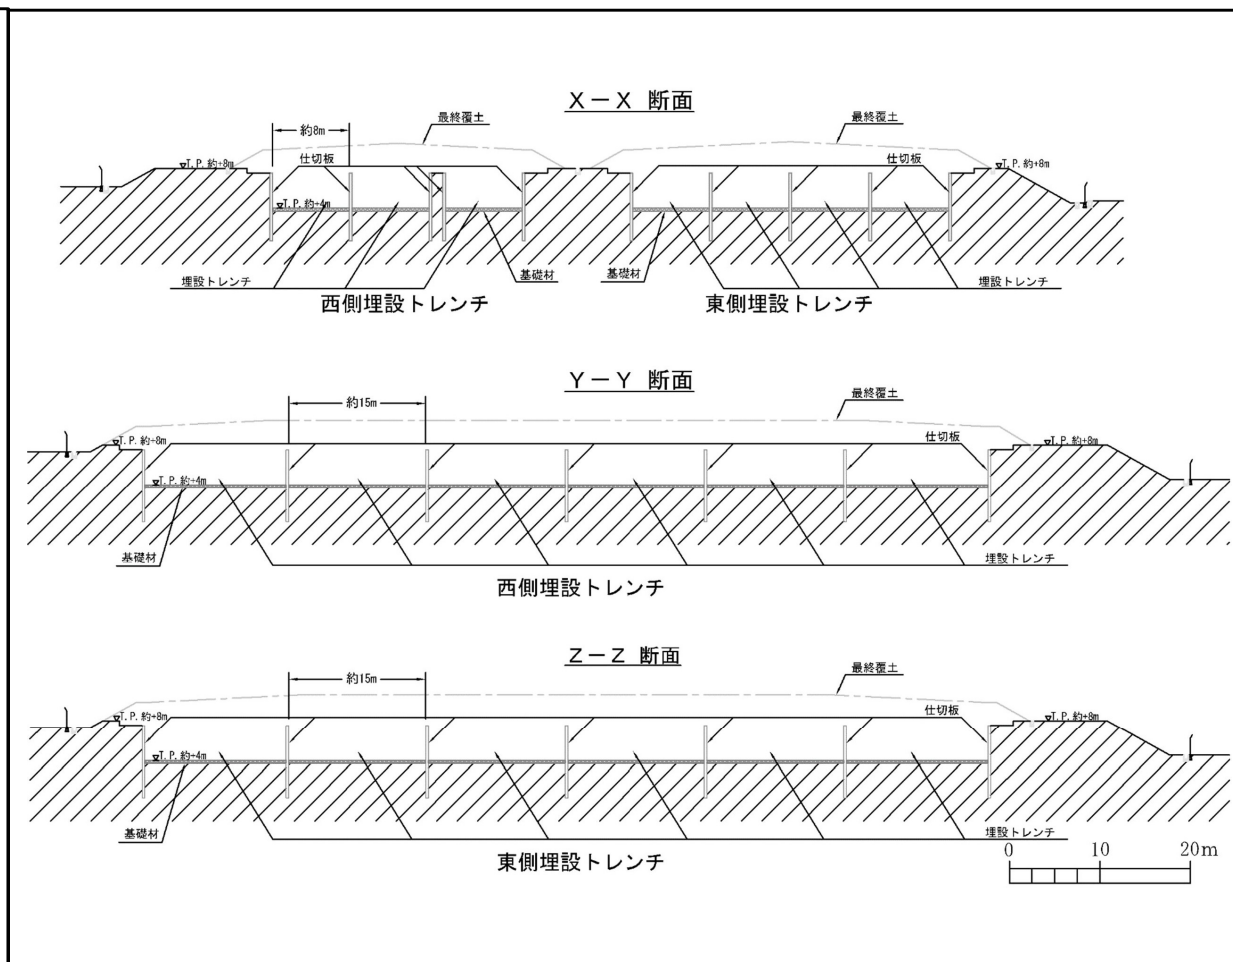 X－X 断面
最終覆土
最終覆土
約8m
T.P.約+8m
仕切板
仕切板
T.P.約+8m
T.P.約+4m
埋設トレンチ
基礎材
基礎材
埋設トレンチ
西側埋設トレンチ
東側埋設トレンチ
Y－Y 断面
最終覆土
約15m
T.P.約+8m
仕切板
T.P.約+8m
T.P.約+4m
基礎材
埋設トレンチ
西側埋設トレンチ
Z－Z 断面
最終覆土
約15m
T.P.約+8m
仕切板
T.P.約+8m
T.P.約+4m
基礎材
埋設トレンチ
東側埋設トレンチ
0 10 20m